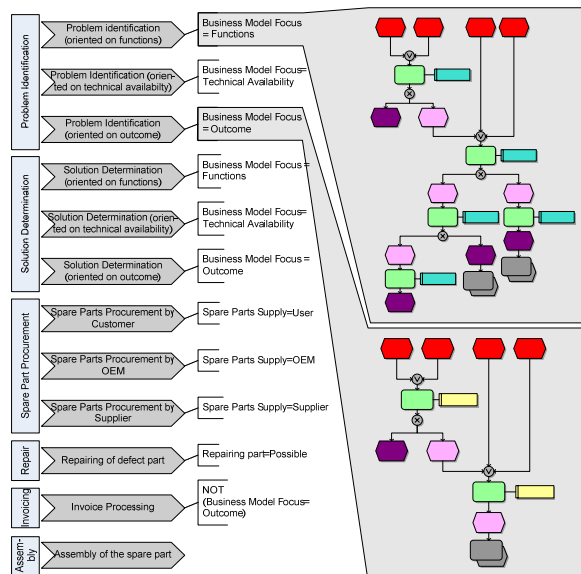 Problem Identification
Problem identification
(oriented on functions)
Business Model Focus
= Functions
Problem Identification (orien-
ted on technical availabilty)
Business Model Focus=
Technical Availability
Problem Identification
(oriented on outcome)
Business Model Focus
=Outcome
Solution Determination
Solution Determination
(oriented on functions)
Business Model Focus =
Functions
Solution Determination (orien-
ted on technical availability)
Business Model Focus=
Technical Availability
Solution Determination
(oriented on outcome)
Business Model Focus =
Outcome
Spare Part Procurement
Spare Parts Procurement by
Customer
Spare Parts Supply=User
Spare Parts Procurement by
OEM
Spare Parts Supply=OEM
Spare Parts Procurement by
Supplier
Spare Parts Supply=Supplier
Repair
Repairing of defect part
Repairing part=Possible
Invoicing
Invoice Processing
NOT
(Business Model Focus=
Outcome)
Assem-
bly
Assembly of the spare part
V
X
V
X
X
V
X
V